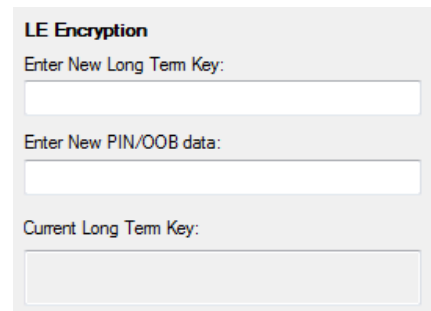 LE Encryption
Enter New Long Term Key:
Enter New PIN/OOB data:
Current Long Term Key: